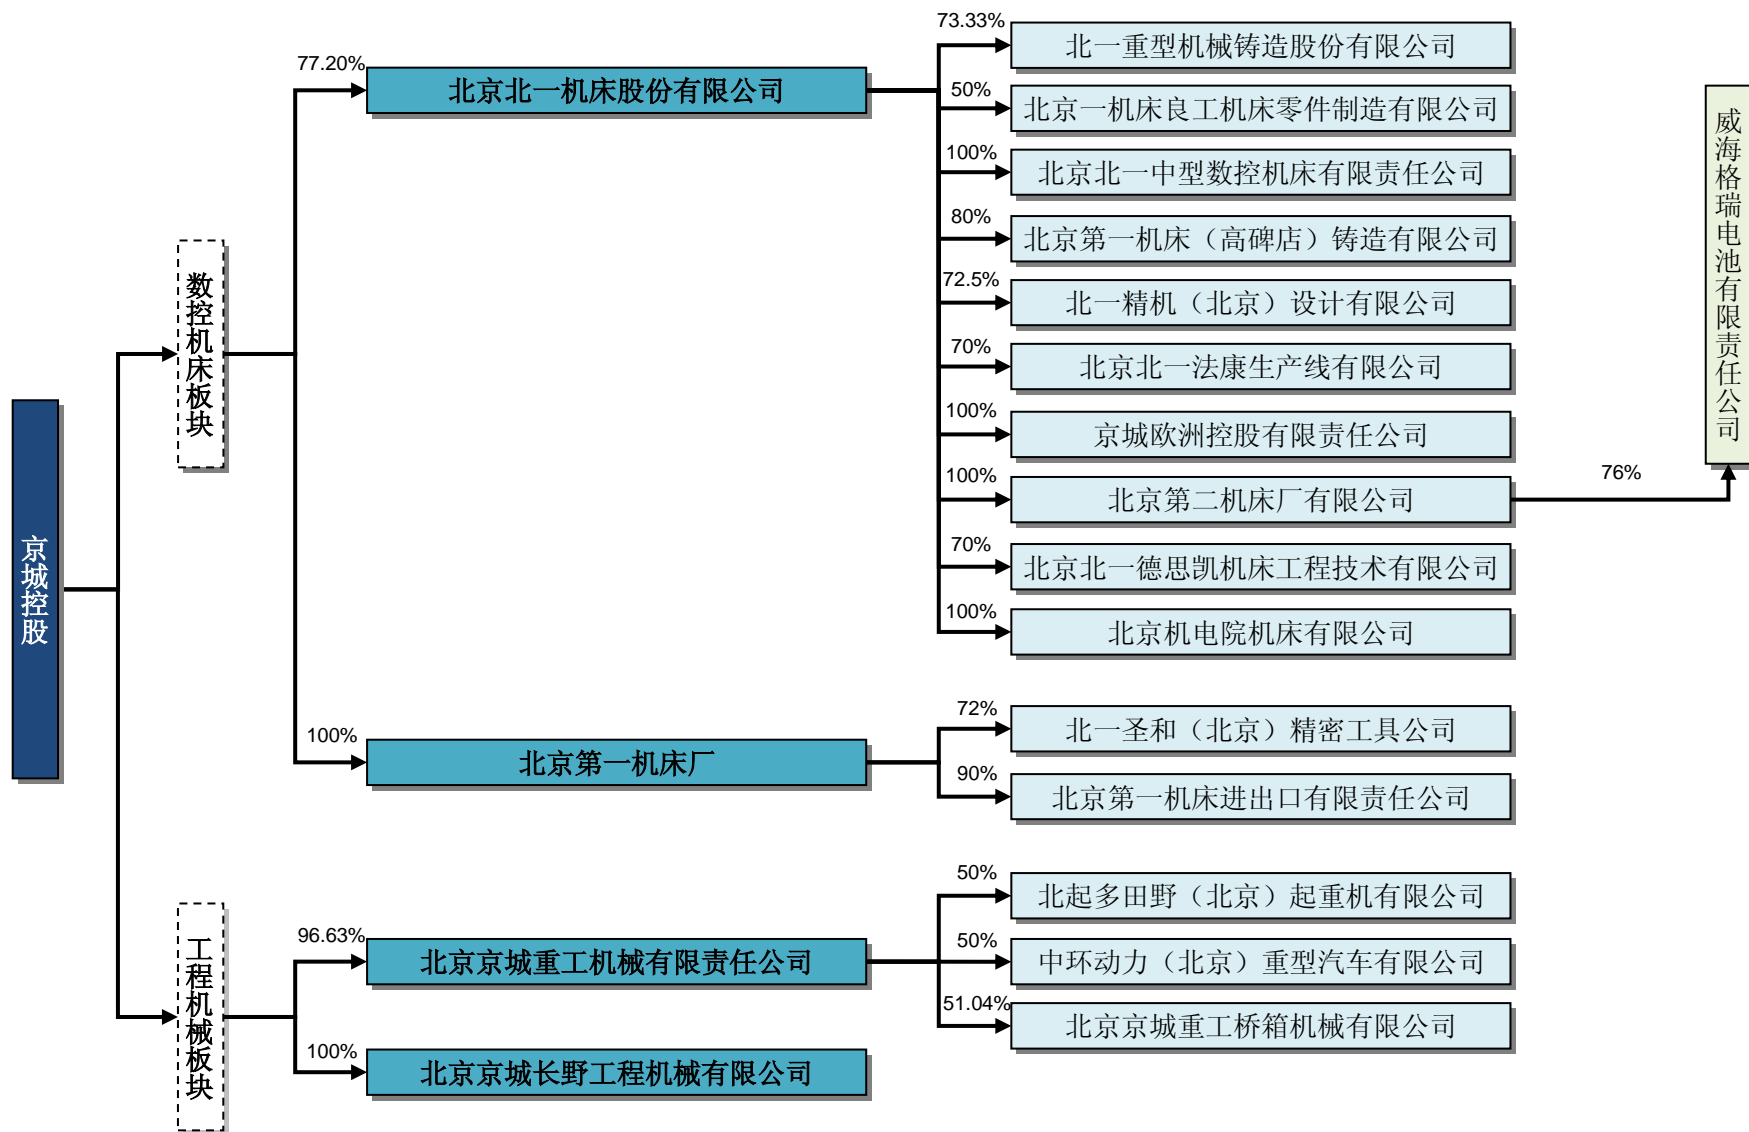 京城控股
数控机床板块
77.20%
北京北一机床股份有限公司
73.33%
北一重型机械铸造股份有限公司
50%
北京一机床良工机床零件制造有限公司
100%
北京北一中型数控机床有限责任公司
80%
北京第一机床（高碑店）铸造有限公司
72.5%
北一精机（北京）设计有限公司
70%
北京北一法康生产线有限公司
100%
京城欧洲控股有限责任公司
100%
北京第二机床厂有限公司
76%
威海格瑞电池有限责任公司
70%
北京北一德思凯机床工程技术有限公司
100%
北京机电院机床有限公司
100%
北京第一机床厂
72%
北一圣和（北京）精密工具公司
90%
北京第一机床进出口有限责任公司
工程机械板块
96.63%
北京京城重工机械有限责任公司
50%
北起多田野（北京）起重机有限公司
50%
中环动力（北京）重型汽车有限公司
51.04%
北京京城重工桥箱机械有限公司
100%
北京京城长野工程机械有限公司